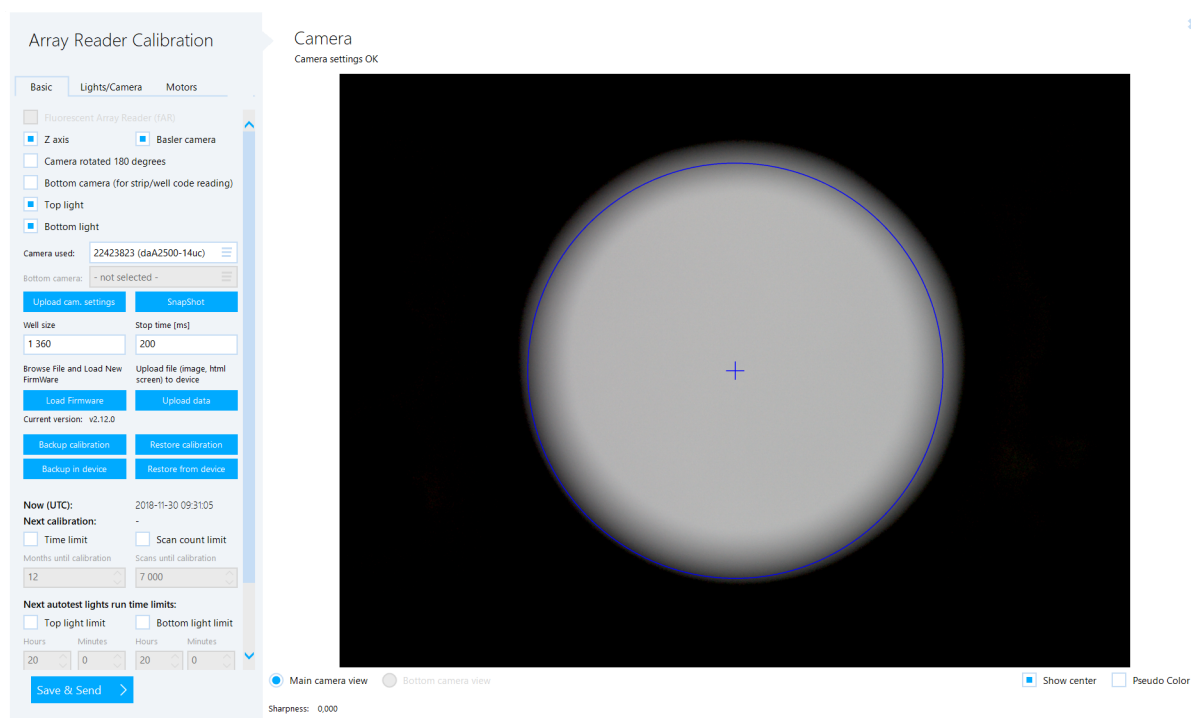 Array Reader Calibration
Camera
Camera settings OK
Basic Lights/Camera Motors
Fluorescent Array Reader (fAR)
Z axis Basler camera
Camera rotated 180 degrees
Bottom camera (for strip/well code reading)
Top light
Bottom light
Camera used: 22423823 (daA2500-14uc)
Bottom camera: - not selected -
Upload cam. settings SnapShot
Well size Stop time [ms]
1 360 200
Browse File and Load New Upload file (image, html
FirmWare screen) to device
Load Firmware Upload data
Current version: v2.12.0
Backup calibration Restore calibration
Backup in device Restore from device
Now (UTC): 2018-11-30 09:31:05
Next calibration: -
Time limit Scan count limit
Months until calibration Scans until calibration
12 7 000
Next autotest lights run time limits:
Top light limit Bottom light limit
Hours Minutes Hours Minutes
20 0 20 0
Save & Send
Main camera view Bottom camera view Show center Pseudo Color
Sharpness: 0,000